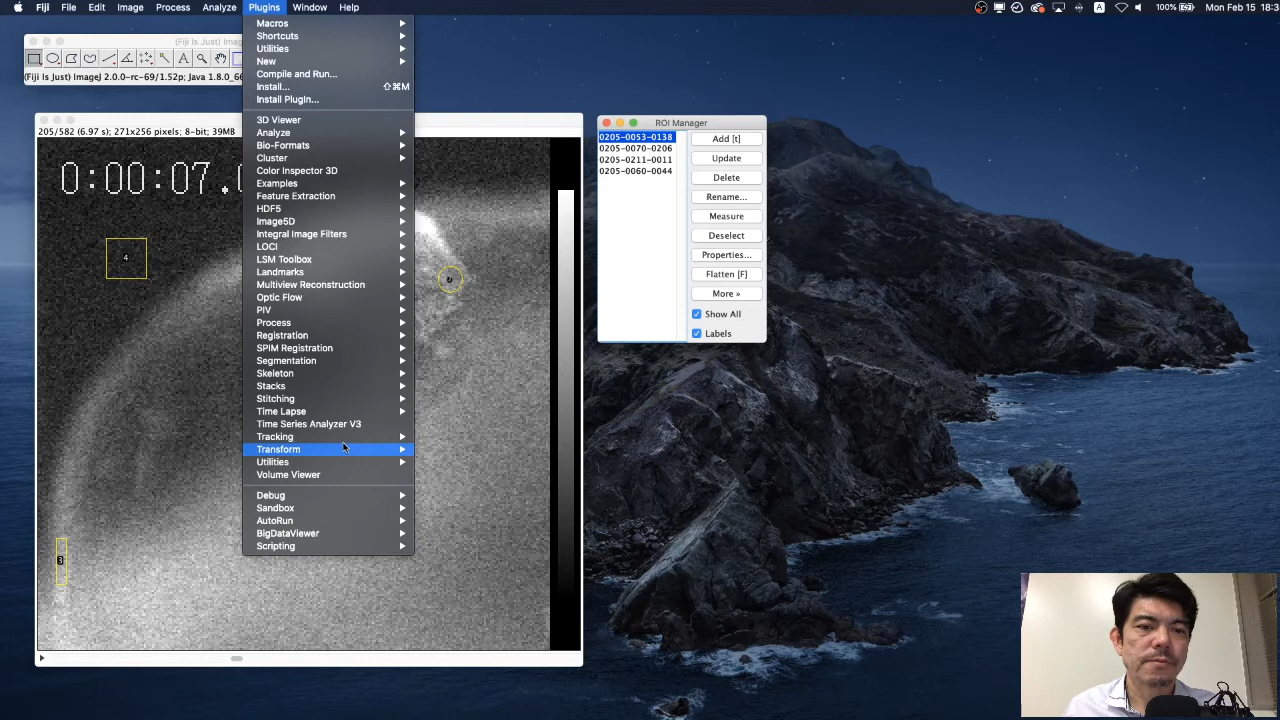 Fiji File Edit Image Process Analyze Plugins Window Help
A 100% Mon Feb 15 18:3
(Fiji Is Just) Imag
(Fiji Is Just) ImageJ 2.0.0-rc-69/1.52p; Java 1.8.0_66
Macros
Shortcuts
Utilities
New
Compile and Run...
Install... ⇧⌘M
Install PlugIn...
3D Viewer
Analyze
Bio-Formats
Cluster
Color Inspector 3D
Examples
Feature Extraction
HDF5
Image5D
Integral Image Filters
LOCI
LSM Toolbox
Landmarks
Multiview Reconstruction
Optic Flow
PIV
Process
Registration
SPIM Registration
Segmentation
Skeleton
Stacks
Stitching
Time Lapse
Time Series Analyzer V3
Tracking
Transform
Utilities
Volume Viewer
Debug
Sandbox
AutoRun
BigDataViewer
Scripting
205/582 (6.97 s); 271x256 pixels; 8-bit; 39MB
0:00:07.
4
3
ROI Manager
0205-0053-0138
0205-0070-0206
0205-0211-0011
0205-0060-0044
Add [t]
Update
Delete
Rename...
Measure
Deselect
Properties...
Flatten [F]
More »
Show All
Labels